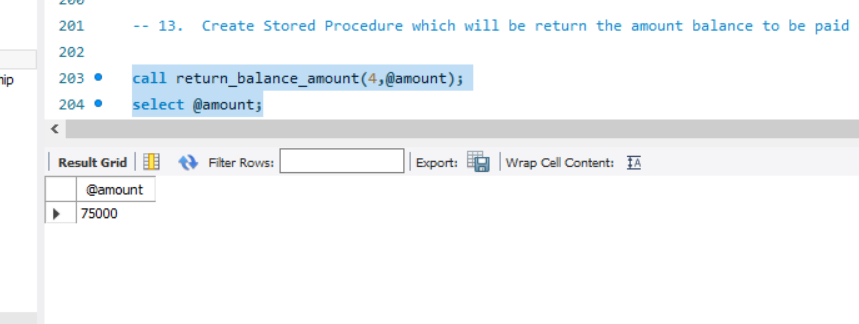 200
201 -- 13. Create Stored Procedure which will be return the amount balance to be paid
202
203 call return_balance_amount(4,@amount);
204 select @amount;
hip
Result Grid Filter Rows: Export: Wrap Cell Content:
@amount
75000